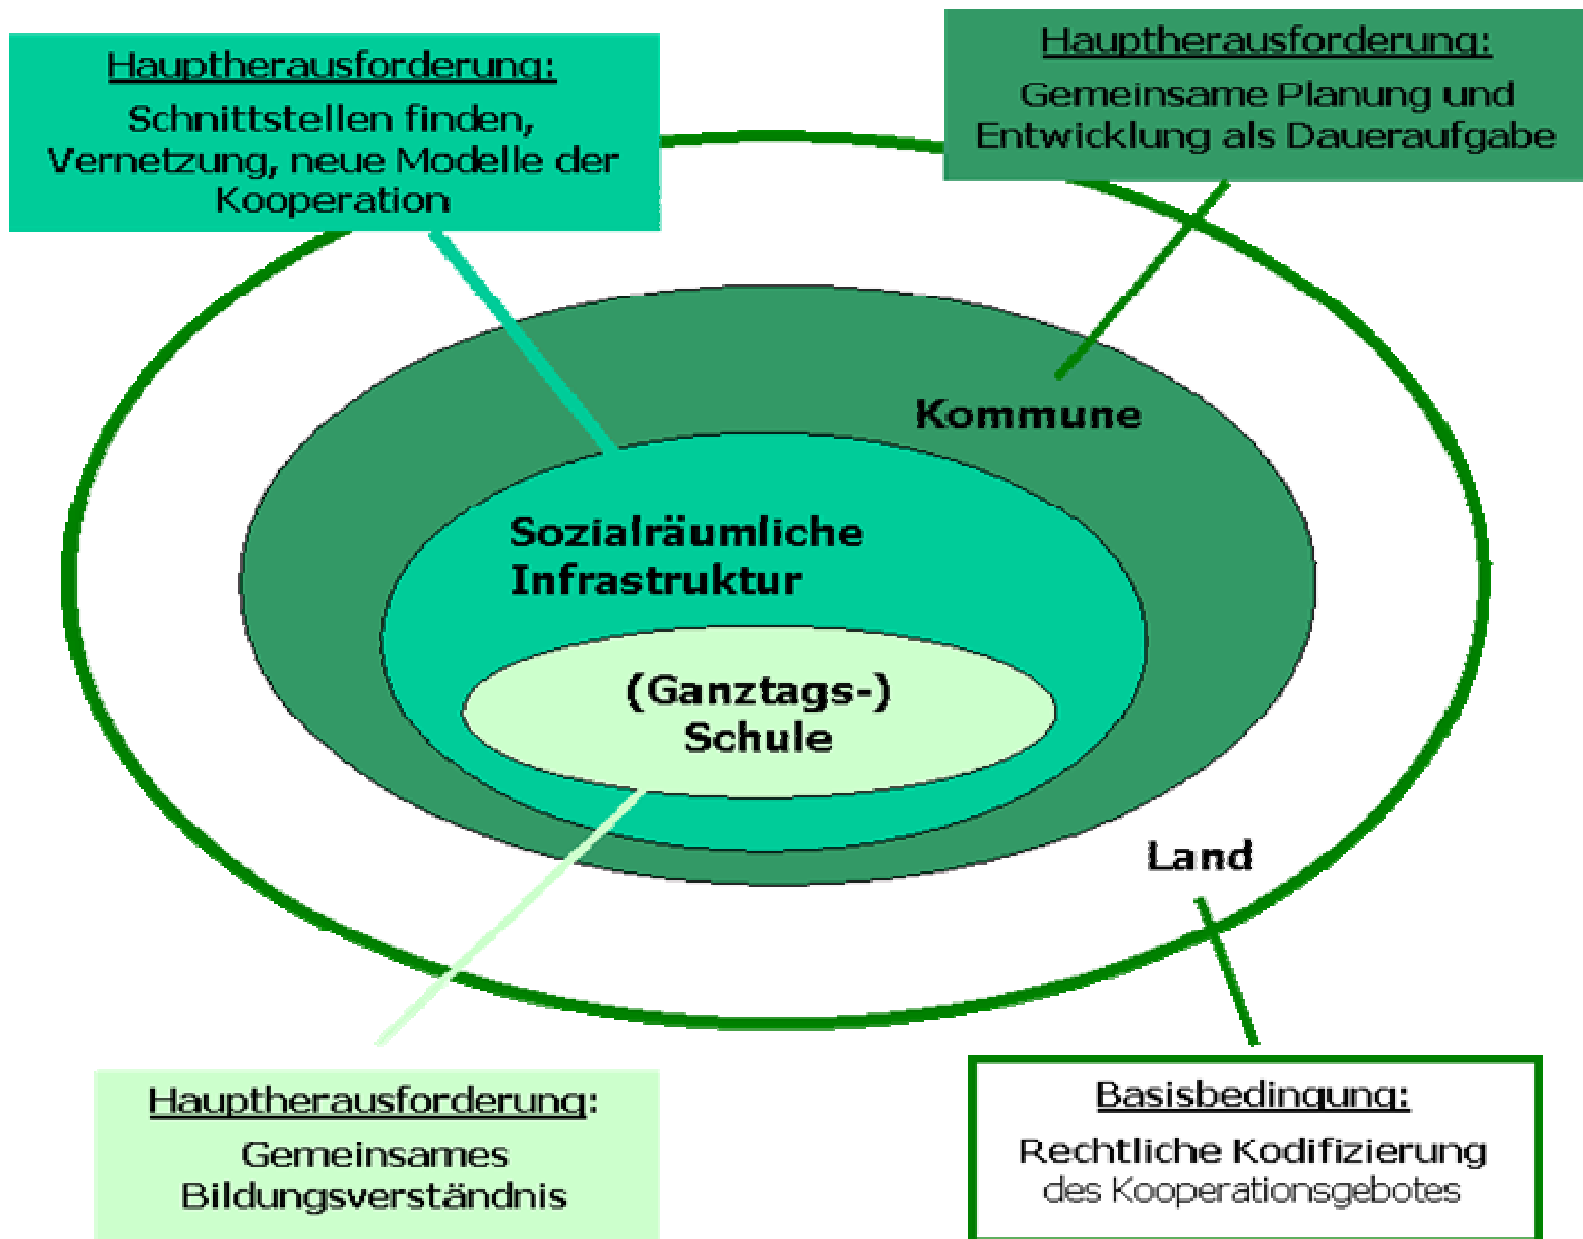 Hauptherausforderung:
Schnittstellen finden,
Vernetzung, neue Modelle der
Kooperation
Hauptherausforderung:
Gemeinsame Planung und
Entwicklung als Daueraufgabe
Kommune
Sozialräumliche
Infrastruktur
(Ganztags-)
Schule
Land
Hauptherausforderung:
Gemeinsames
Bildungsverständnis
Basisbedingung:
Rechtliche Kodifizierung
des Kooperationsgebotes